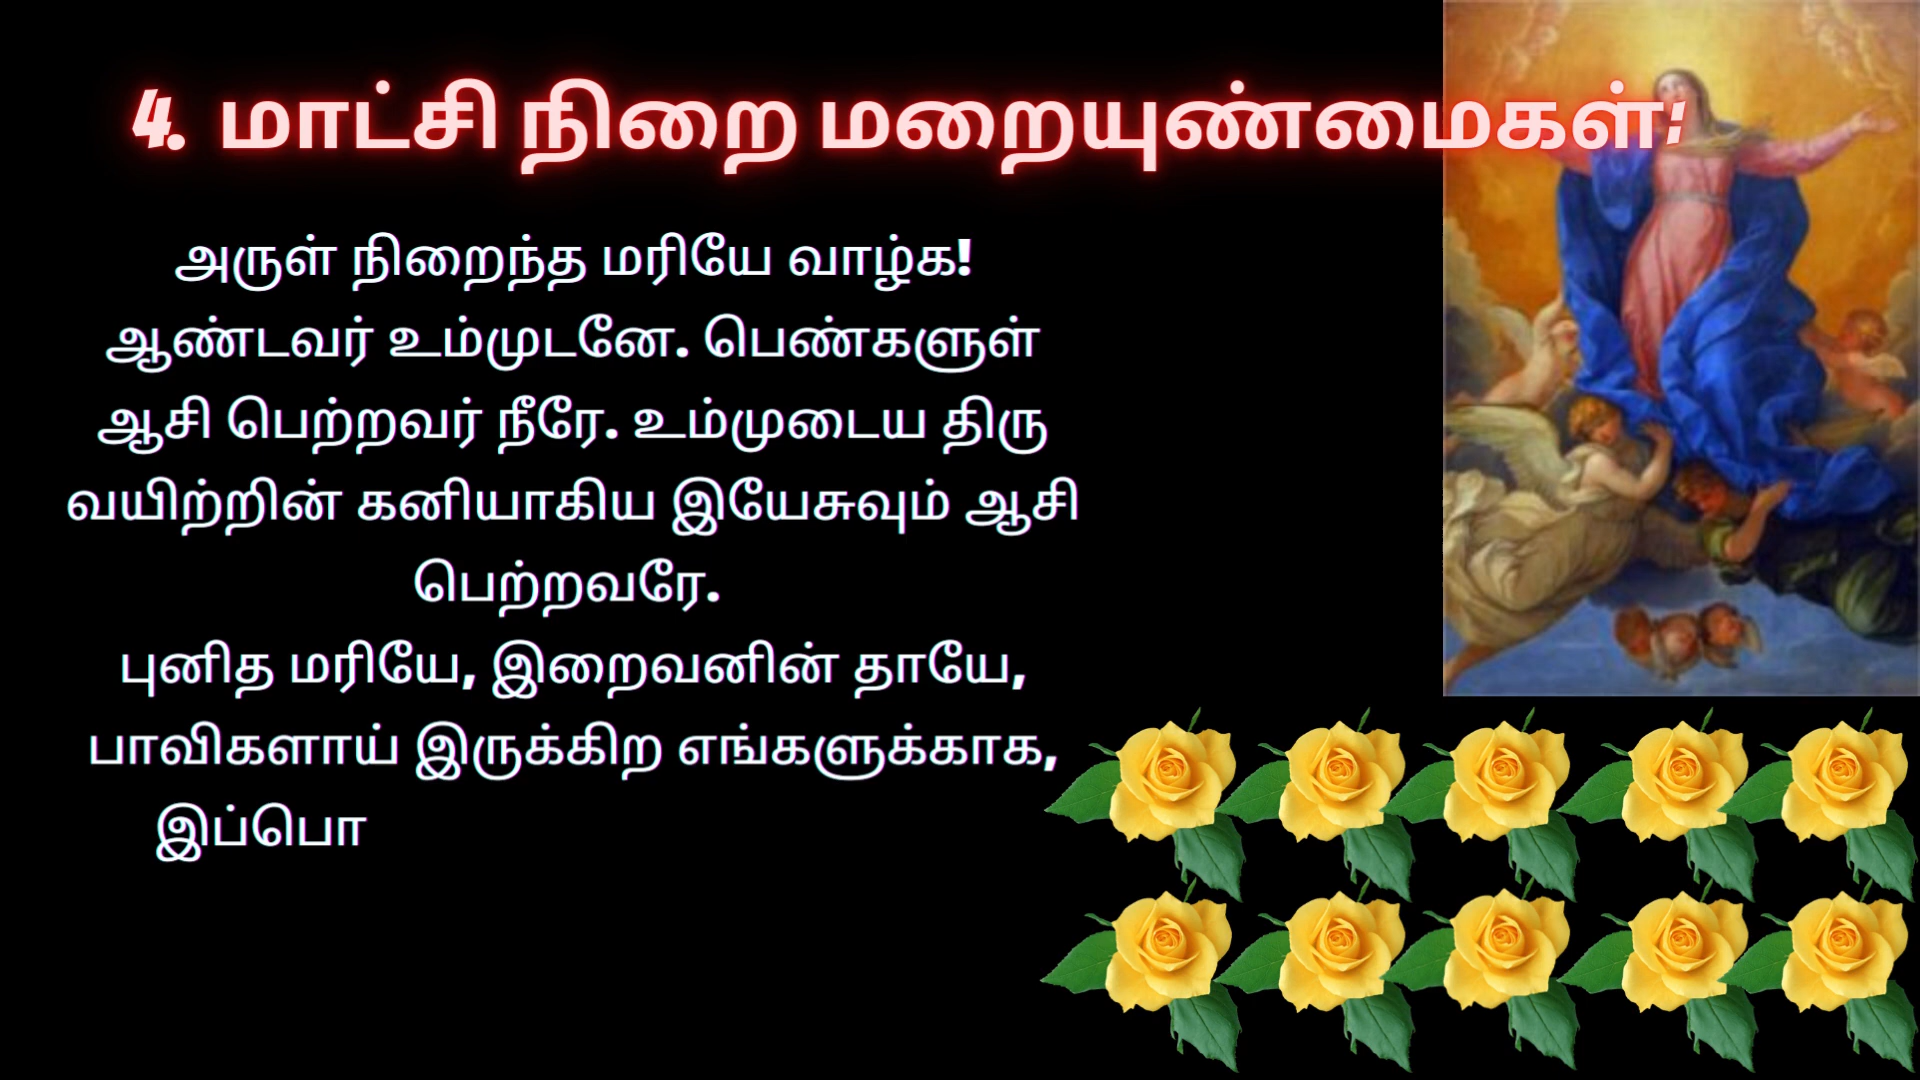 4. மாட்சி நிறை மறையுண்மைகள்:
அருள் நிறைந்த மரியே வாழ்க!
ஆண்டவர் உம்முடனே. பெண்களுள்
ஆசி பெற்றவர் நீரே. உம்முடைய திரு
வயிற்றின் கனியாகிய இயேசுவும் ஆசி
பெற்றவரே.
புனித மரியே, இறைவனின் தாயே,
பாவிகளாய் இருக்கிற எங்களுக்காக,
இப்பொ